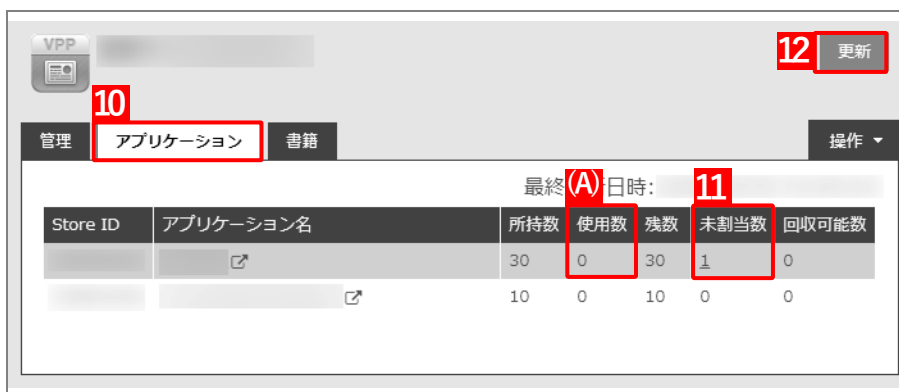 VPP
12 更新
10
管理 アプリケーション 書籍 操作
最終 (A) 日時: 11
Store ID アプリケーション名 所持数 使用数 残数 未割当数 回収可能数
30 0 30 1 0
10 0 10 0 0